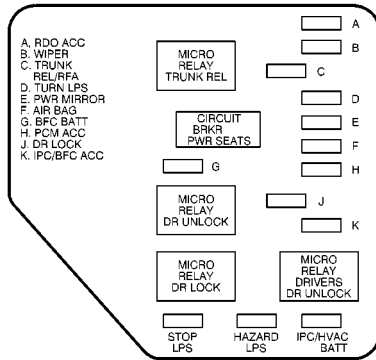 A, RDO ACC
B. WIPER
C. TRUNK
REL/RFA
D. TURN LPS
E. PWR MIRROR
F. AIR BAG
G. BFC BATT
H. PCM ACC
J. DR LOCK
K. IPC/BFC ACC
MICRO
RELAY
TRUNK REL
A
B
C
CIRCUIT
BRKR
PWR SEATS
D
E
F
G
H
MICRO
RELAY
DR UNLOCK
J
K
MICRO
RELAY
DR LOCK
MICRO
RELAY
DRIVERS
DR UNLOCK
STOP
LPS
HAZARD
LPS
IPC/HVAC
BATT